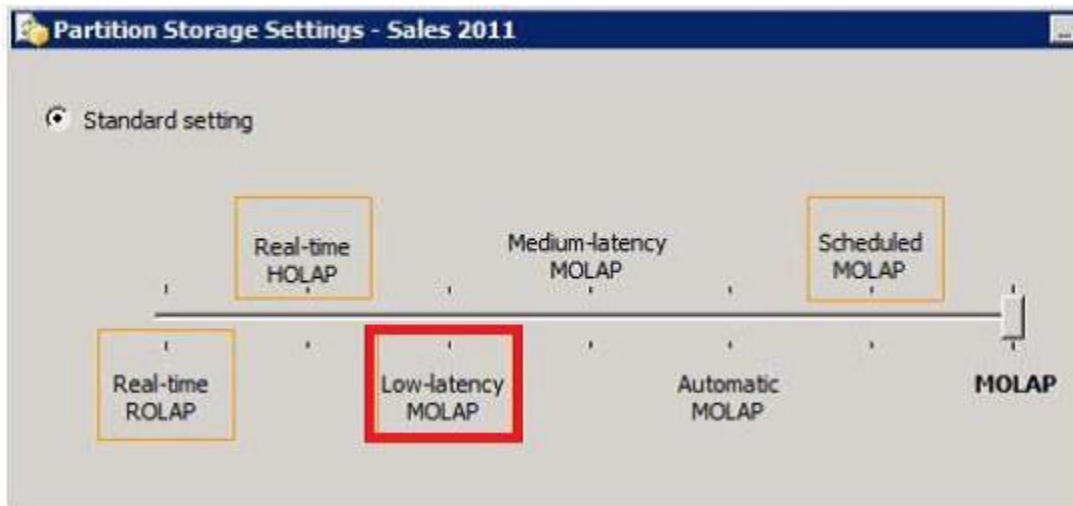 Partition Storage Settings - Sales 2011
Standard setting
Real-time
HOLAP
Medium-latency
MOLAP
Scheduled
MOLAP
Real-time
ROLAP
Low-latency
MOLAP
Automatic
MOLAP
MOLAP